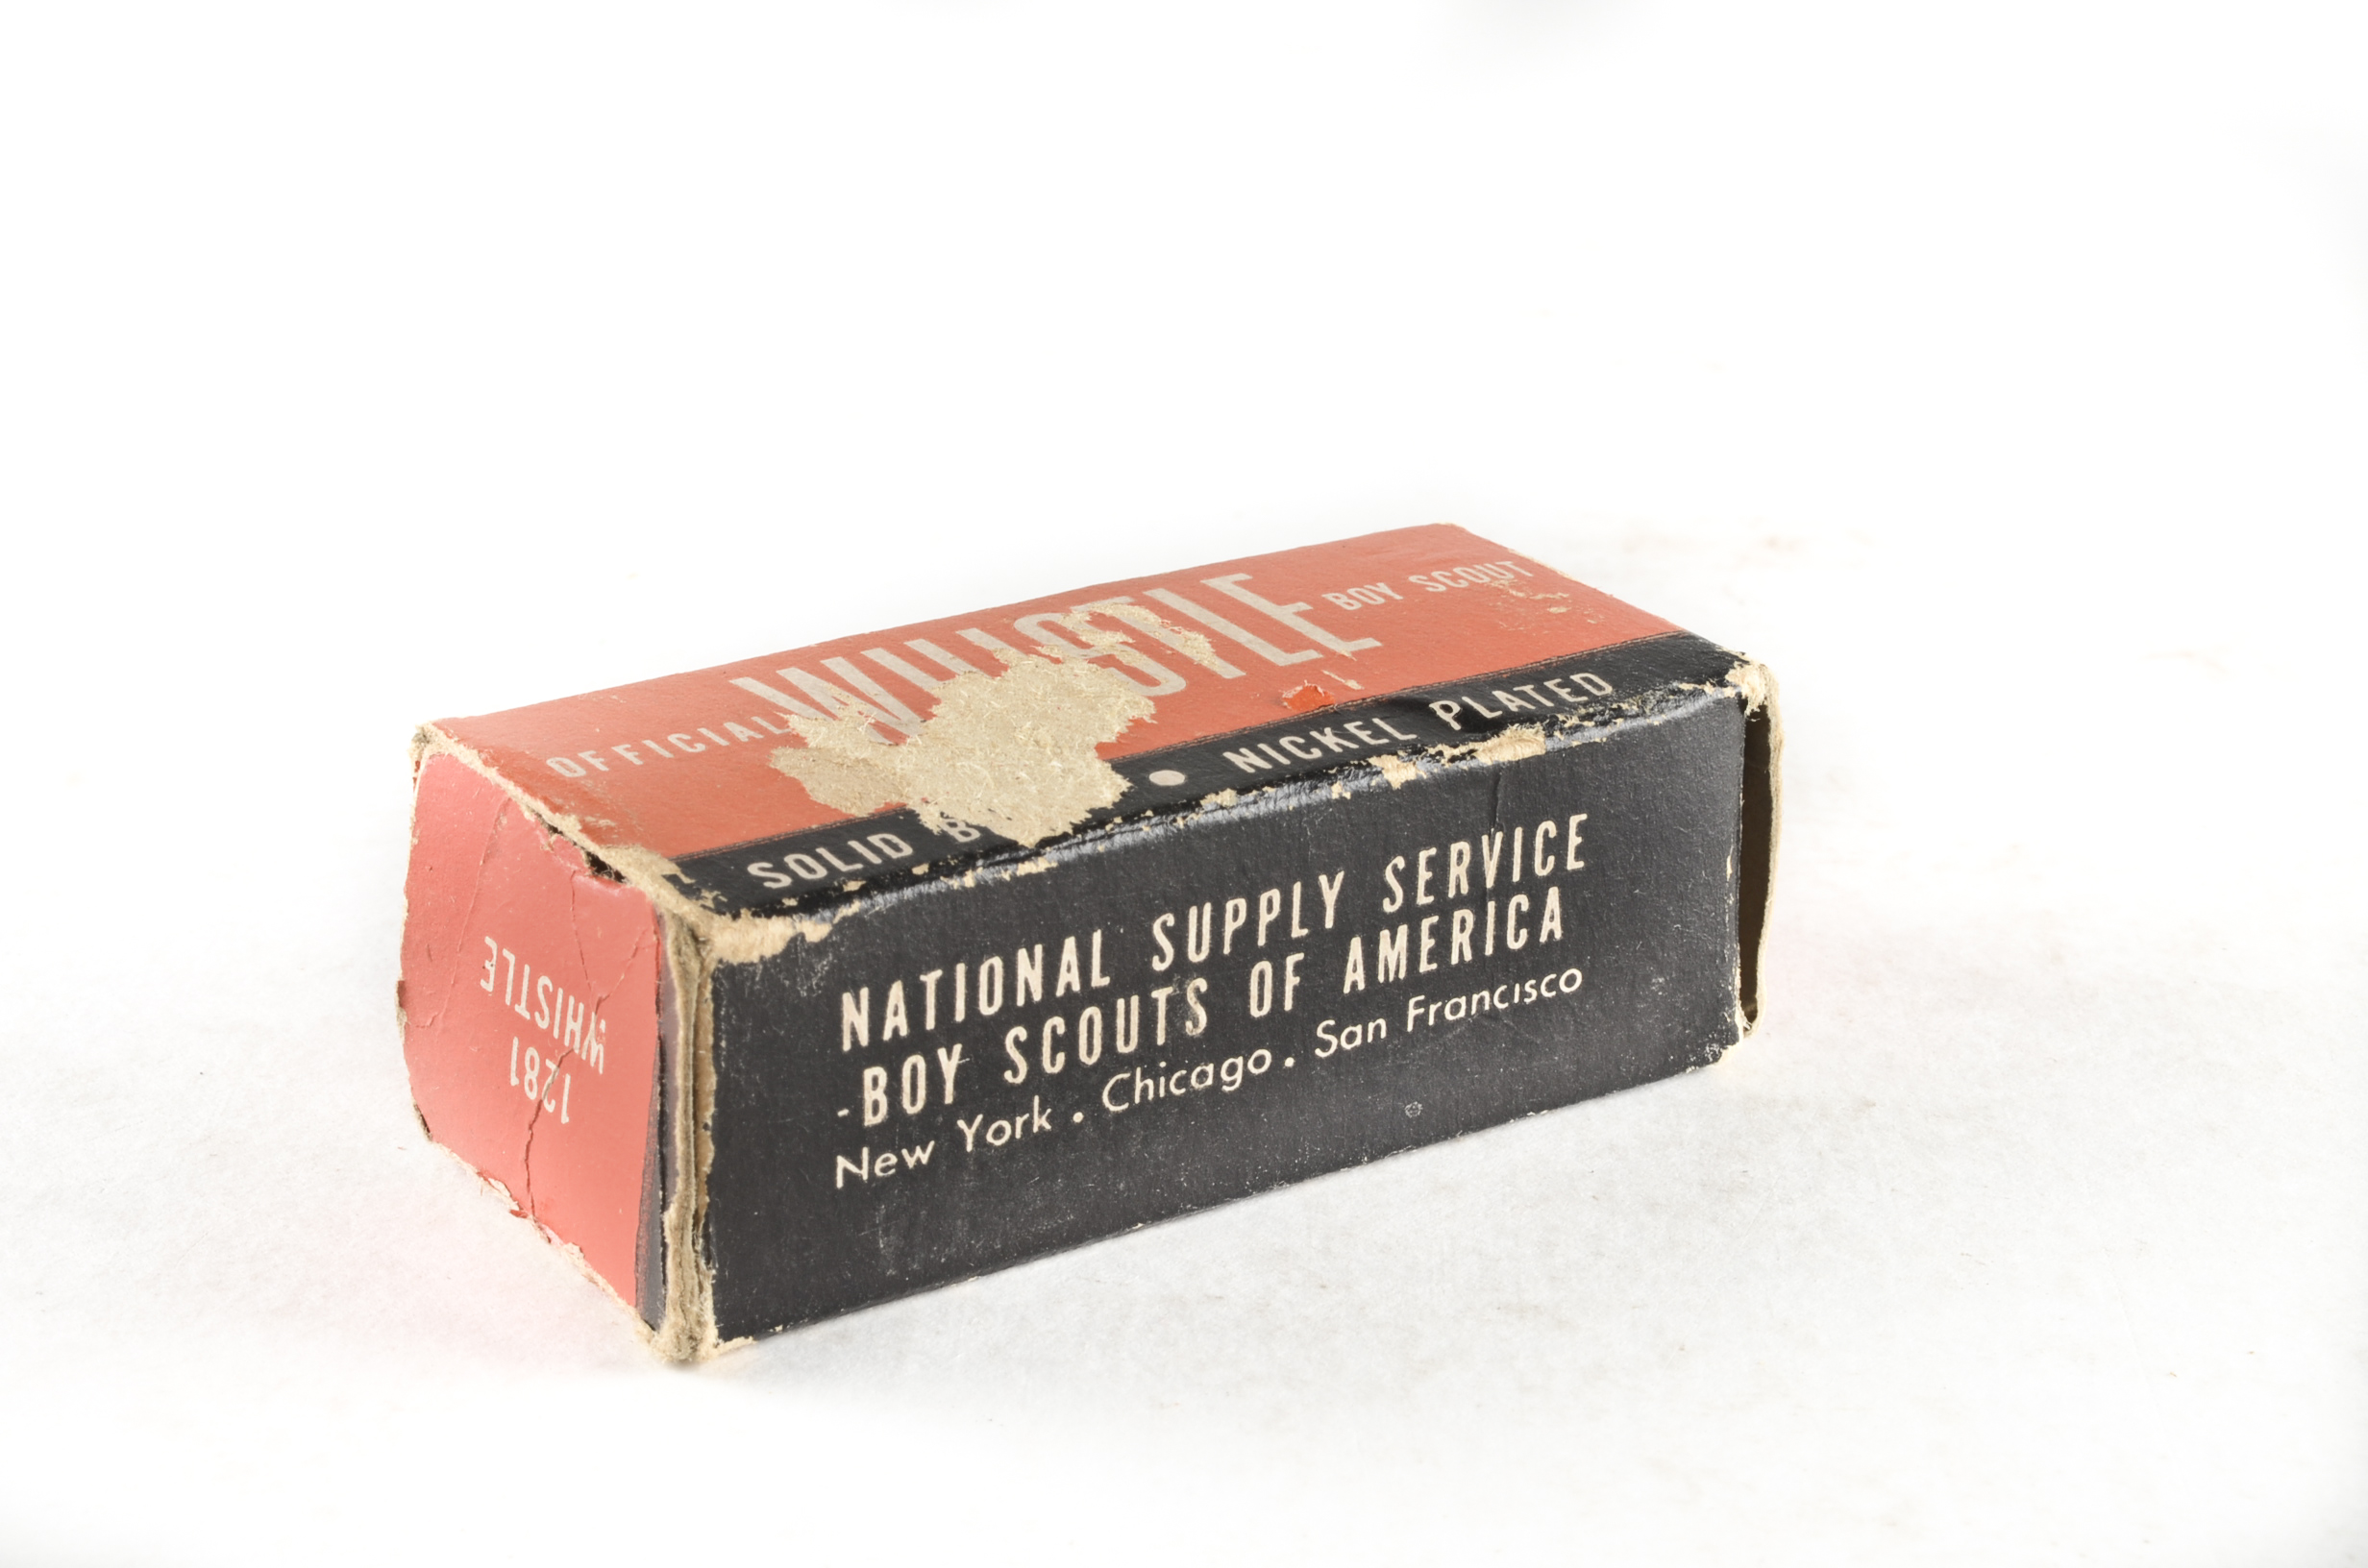 OFFICIAL WHISTLE BOY SCOUT
SOLID • NICKEL PLATED
NATIONAL SUPPLY SERVICE
-BOY SCOUTS OF AMERICA
New York . Chicago . San Francisco
1281
WHISTLE